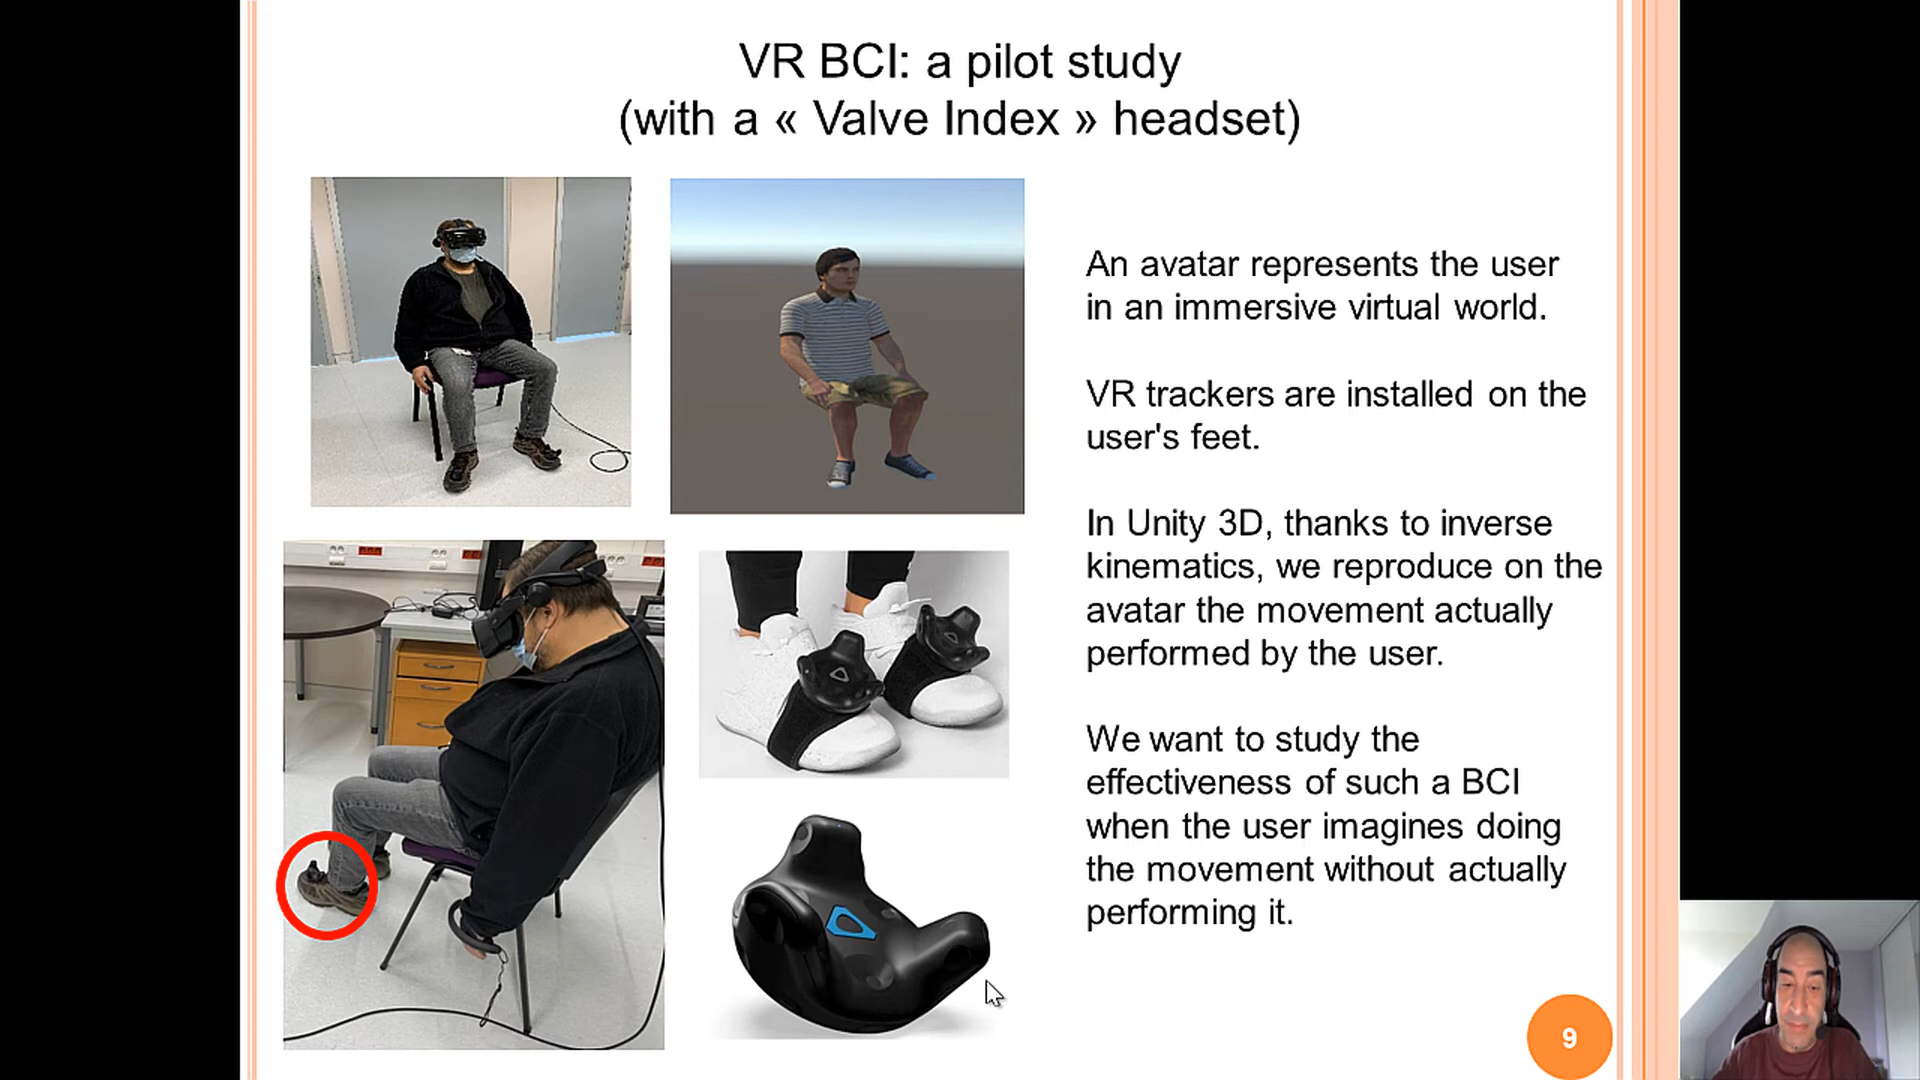 VR BCI: a pilot study
(with a « Valve Index » headset)
An avatar represents the user
in an immersive virtual world.
VR trackers are installed on the
user's feet.
In Unity 3D, thanks to inverse
kinematics, we reproduce on the
avatar the movement actually
performed by the user.
We want to study the
effectiveness of such a BCI
when the user imagines doing
the movement without actually
performing it.
9